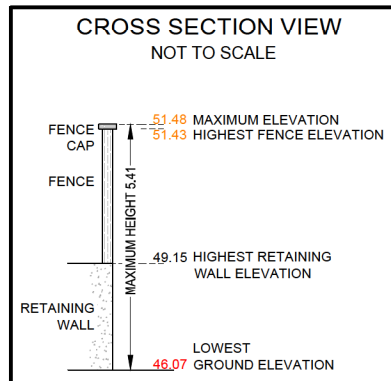 CROSS SECTION VIEW
NOT TO SCALE
51.48 MAXIMUM ELEVATION
51.43 HIGHEST FENCE ELEVATION
FENCE
CAP
FENCE
MAXIMUM HEIGHT 5.41
49.15 HIGHEST RETAINING
WALL ELEVATION
RETAINING
WALL
LOWEST
46.07 GROUND ELEVATION